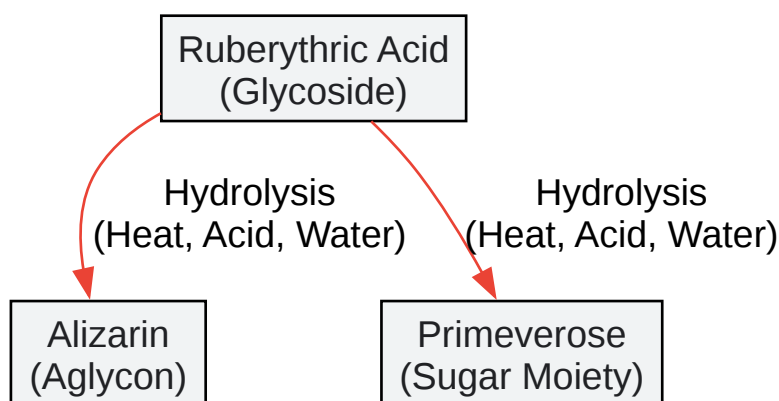 Ruberythric Acid
(Glycoside)
Hydrolysis
(Heat, Acid, Water)
Hydrolysis
(Heat, Acid, Water)
Alizarin
(Aglycon)
Primeverose
(Sugar Moiety)